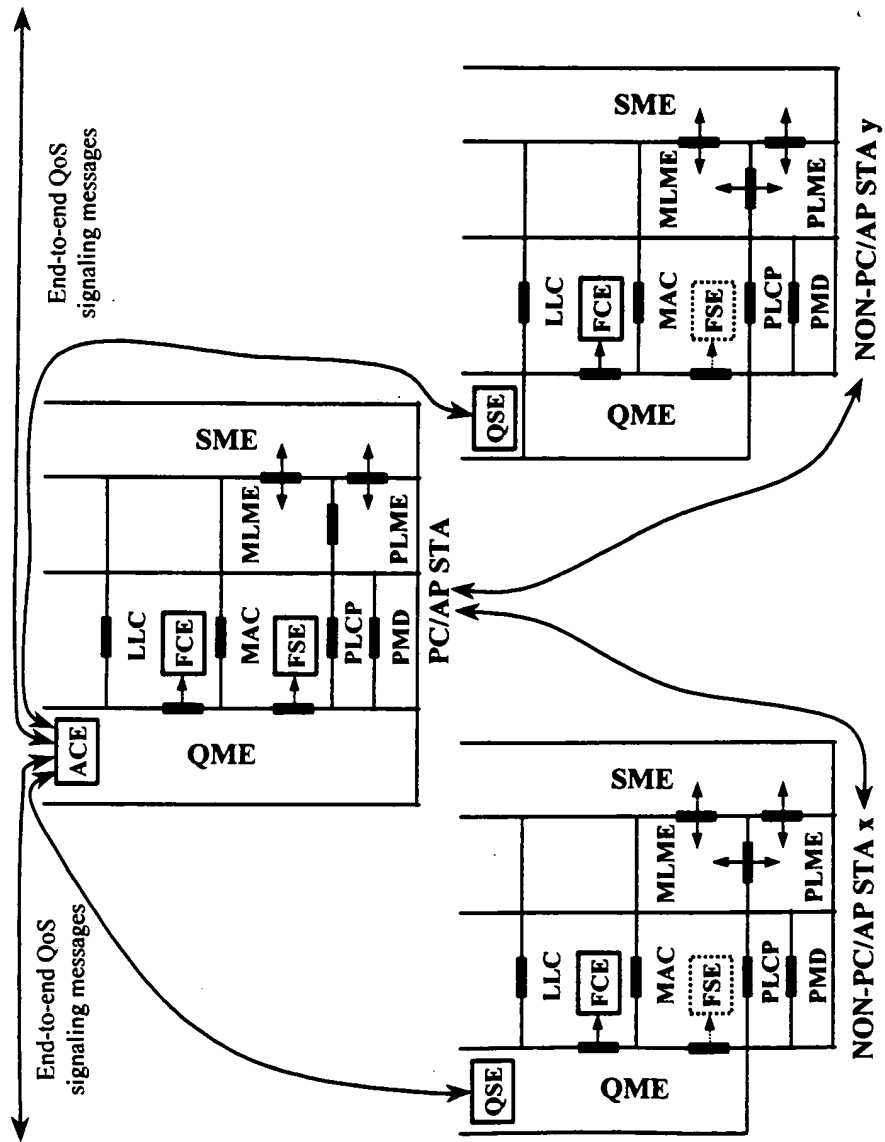 End-to-end QoS
signaling messages
End-to-end QoS
signaling messages
ACE
QME
LLC
FCE
MAC
FSE
PLCP
PMD
MLME
PLME
SME
PC/AP STA
QSE
QME
LLC
FCE
MAC
FSE
PLCP
PMD
MLME
PLME
SME
NON-PC/AP STA x
QSE
QME
LLC
FCE
MAC
FSE
PLCP
PMD
MLME
PLME
SME
NON-PC/AP STA y